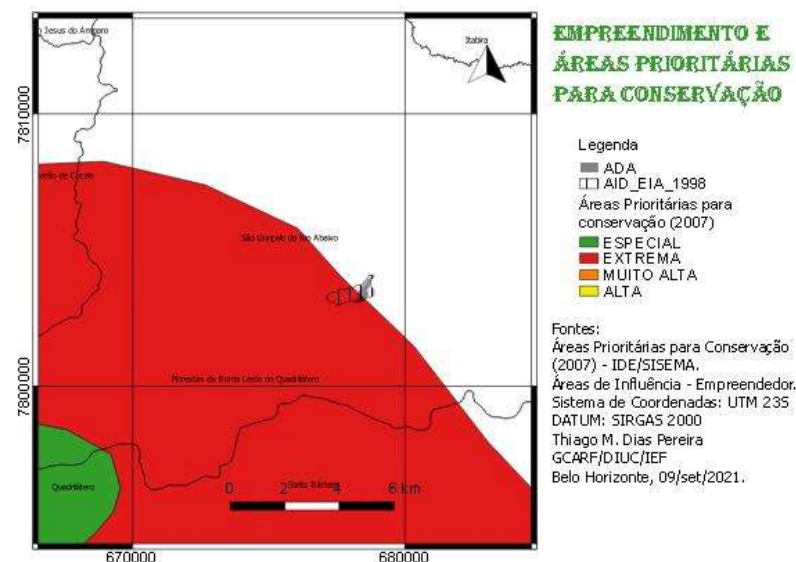 EMPREENDIMENTO E
ÁREAS PRIORITÁRIAS
PARA CONSERVAÇÃO
Legenda
ADA
AID_EIA_1998
Áreas Prioritárias para
conservação (2007)
ESPECIAL
EXTREMA
MUITO ALTA
ALTA
Fontes:
Áreas Prioritárias para Conservação
(2007) - IDE/SISEMA.
Áreas de Influência - Empreendedor.
Sistema de Coordenadas: UTM 23S
DATUM: SIRGAS 2000
Thiago M. Dias Pereira
GCARF/DIUC/IEF
Belo Horizonte, 09/set/2021.
Jesus do Amparo
Itabira
7810000
de Cocais
São Gonçalo do Rio Abaixo
7800000
Florestas da Borda Leste do Quadrilátero
Quadrilátero
Santa Bárbara
0 2 4 6 km
670000 680000